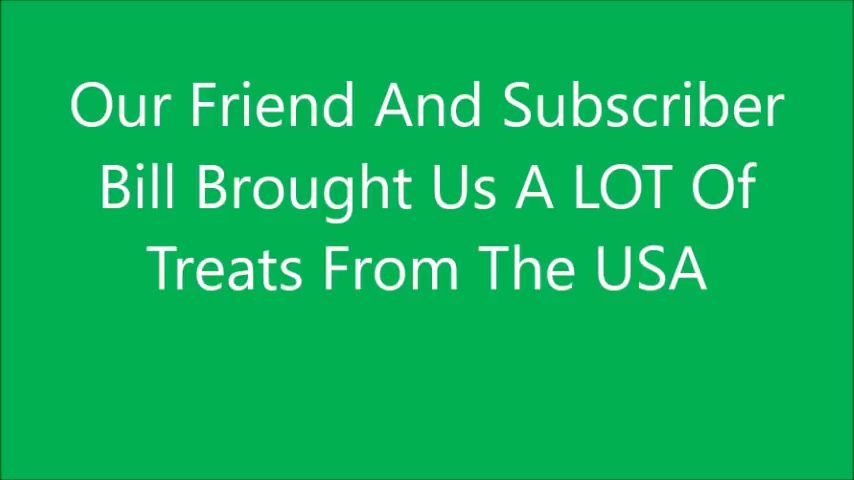 Our Friend And Subscriber
Bill Brought Us A LOT Of
Treats From The USA